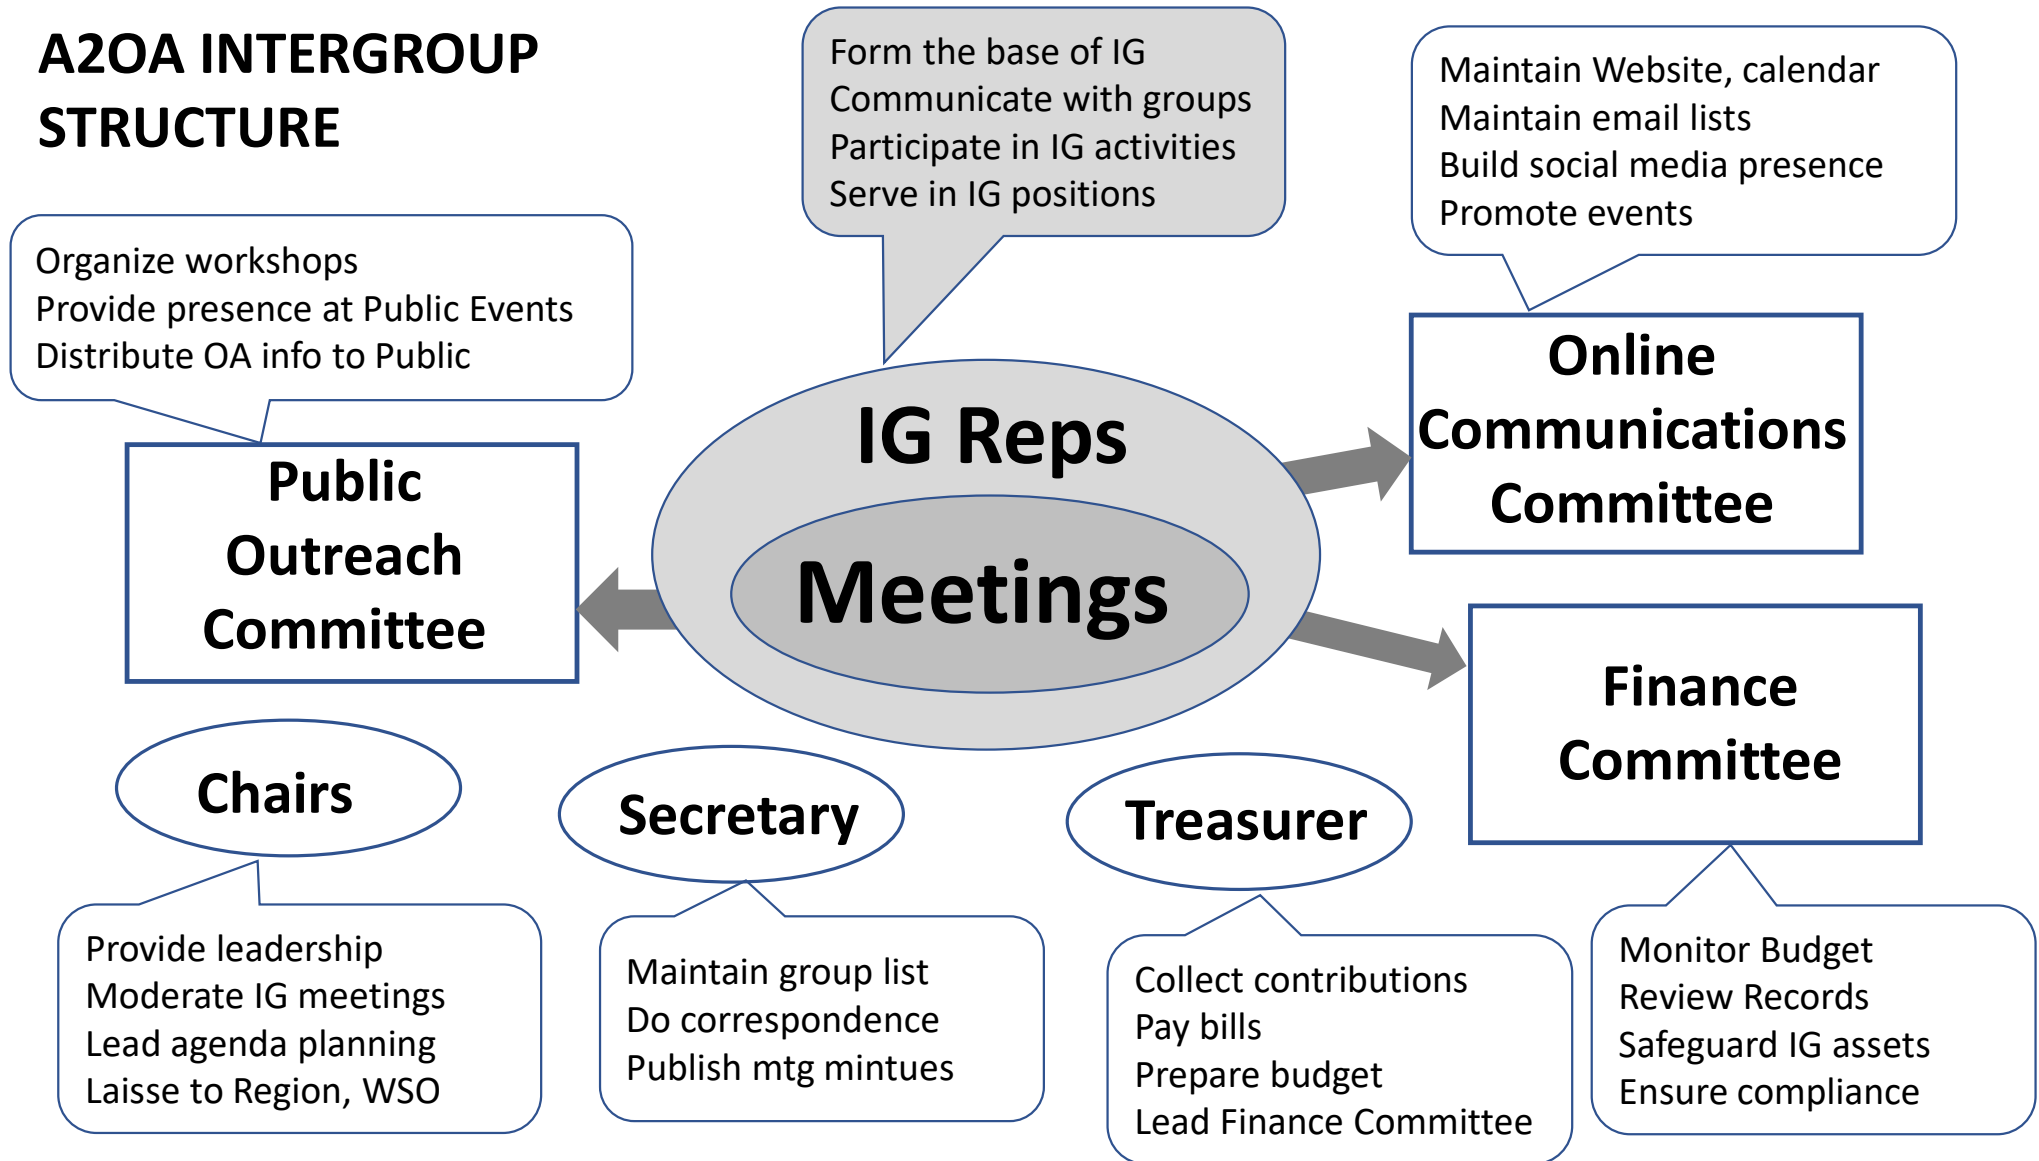 A2OA INTERGROUP
STRUCTURE
Form the base of IG
Communicate with groups
Participate in IG activities
Serve in IG positions
Maintain Website, calendar
Maintain email lists
Build social media presence
Promote events
Organize workshops
Provide presence at Public Events
Distribute OA info to Public
Public
Outreach
Committee
IG Reps
Meetings
Online
Communications
Committee
Finance
Committee
Chairs
Secretary
Treasurer
Provide leadership
Moderate IG meetings
Lead agenda planning
Laisse to Region, WSO
Maintain group list
Do correspondence
Publish mtg mintues
Collect contributions
Pay bills
Prepare budget
Lead Finance Committee
Monitor Budget
Review Records
Safeguard IG assets
Ensure compliance